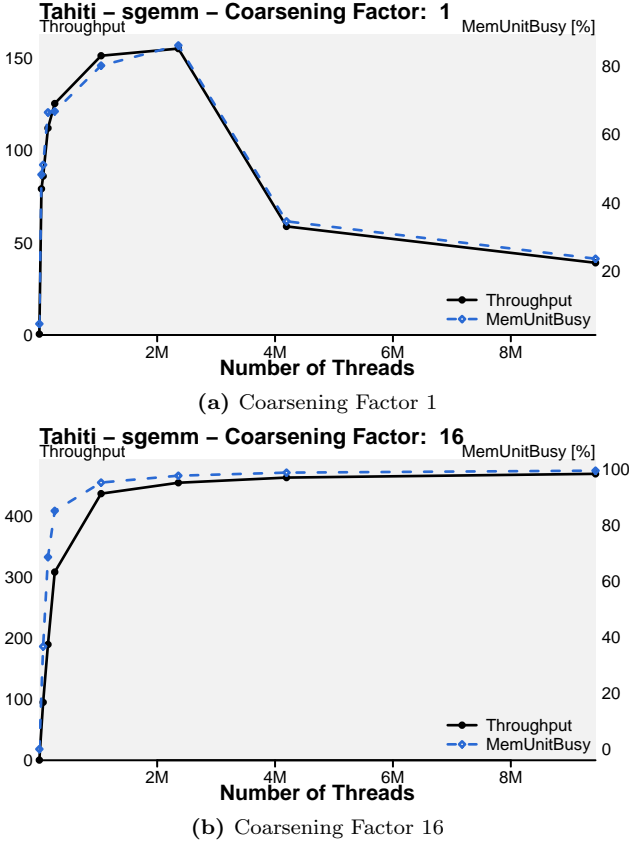 Tahiti – sgemm – Coarsening Factor: 1
Throughput MemUnitBusy [%]
150
100
50
0
80
60
40
20
Throughput
MemUnitBusy
2M 4M 6M 8M
Number of Threads
(a) Coarsening Factor 1
Tahiti – sgemm – Coarsening Factor: 16
Throughput MemUnitBusy [%]
400
300
200
100
0
100
80
60
40
20
0
Throughput
MemUnitBusy
2M 4M 6M 8M
Number of Threads
(b) Coarsening Factor 16